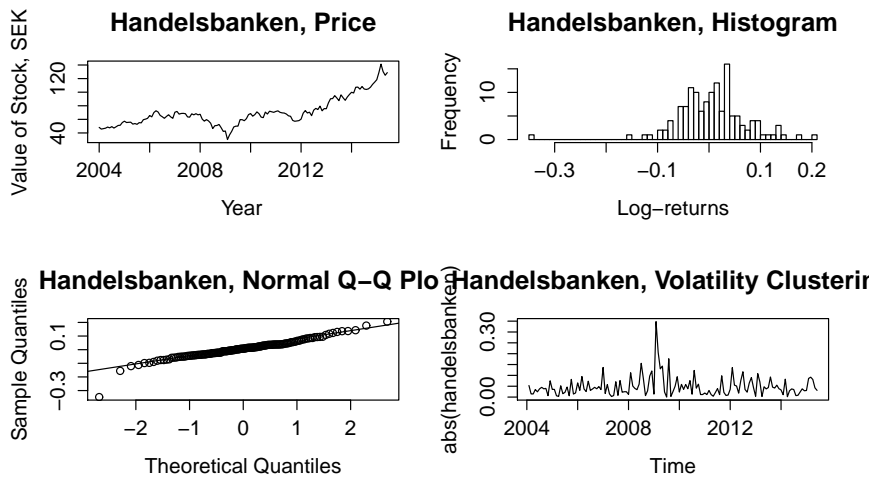 Handelsbanken, Price
Value of Stock, SEK
120
40
2004 2008 2012
Year
Handelsbanken, Histogram
Frequency
10
0
−0.3 −0.1 0.1 0.2
Log−returns
Handelsbanken, Normal Q−Q Plo
Sample Quantiles
0.1
−0.3
−2 −1 0 1 2
Theoretical Quantiles
Handelsbanken, Volatility Clusterin
abs(handelsbanken)
0.30
0.00
2004 2008 2012
Time